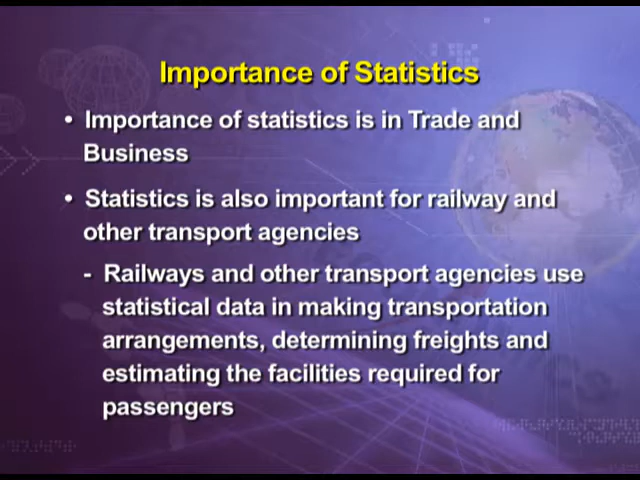 Importance of Statistics
• Importance of statistics is in Trade and
Business
• Statistics is also important for railway and
other transport agencies
- Railways and other transport agencies use
statistical data in making transportation
arrangements, determining freights and
estimating the facilities required for
passengers